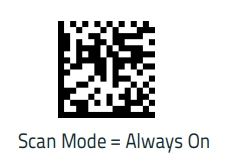 Scan Mode = Always On